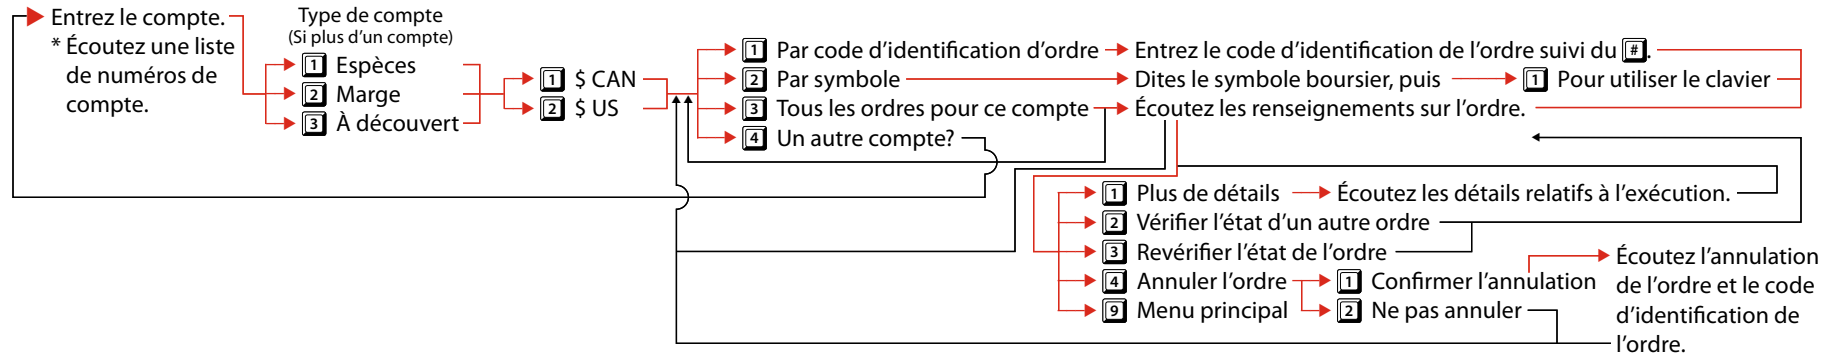 Entrez le compte.
* Écoutez une liste
de numéros de
compte.
Type de compte
(Si plus d'un compte)
1 Espèces
2 Marge
3 À découvert
1 $ CAN
2 $ US
1 Par code d'identification d'ordre
Entrez le code d'identification de l'ordre suivi du #.
2 Par symbole
Dites le symbole boursier, puis
1 Pour utiliser le clavier
3 Tous les ordres pour ce compte
Écoutez les renseignements sur l'ordre.
4 Un autre compte?
1 Plus de détails
Écoutez les détails relatifs à l'exécution.
2 Vérifier l'état d'un autre ordre
3 Revérifier l'état de l'ordre
4 Annuler l'ordre
1 Confirmer l'annulation
Écoutez l'annulation
de l'ordre et le code
d'identification de
l'ordre.
9 Menu principal
2 Ne pas annuler